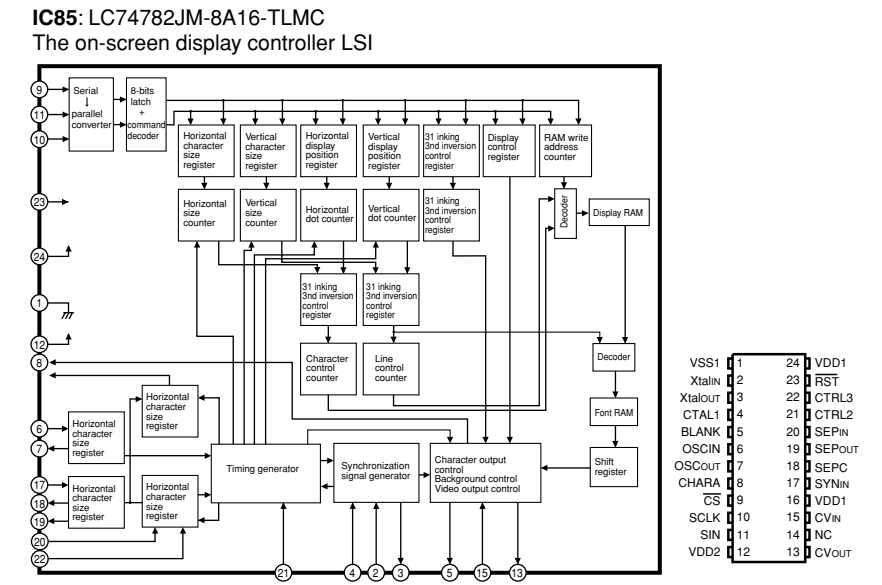 IC85: LC74782JM-8A16-TLMC
The on-screen display controller LSI
9
11
10
23
24
1
12
8
6
7
17
18
19
20
22
Serial
↓
parallel
converter
8-bits
latch
+
command
decoder
Horizontal
character
size
register
Vertical
character
size
register
Horizontal
display
position
register
Vertical
display
position
register
31 inking
3nd inversion
control
register
Display
control
register
RAM write
address
counter
Horizontal
size
counter
Vertical
size
counter
Horizontal
dot counter
Vertical
dot counter
31 inking
3nd inversion
control
register
Decoder
Display RAM
31 inking
3nd inversion
control
register
31 inking
3nd inversion
control
register
Character
control
counter
Line
control
counter
Decoder
Font RAM
Shift
register
Horizontal
character
size
register
Horizontal
character
size
register
Horizontal
character
size
register
Horizontal
character
size
register
Timing generator
Synchronization
signal generator
Character output
control
Background control
Video output control
21
4
2
3
5
15
13
VSS1 1 24 VDD1
XtalIN 2 23 RST
XtalOUT 3 22 CTRL3
CTAL1 4 21 CTRL2
BLANK 5 20 SEPIN
OSCIN 6 19 SEPOUT
OSCOUT 7 18 SEPC
CHARA 8 17 SYNIN
CS 9 16 VDD1
SCLK 10 15 CVIN
SIN 11 14 NC
VDD2 12 13 CVOUT